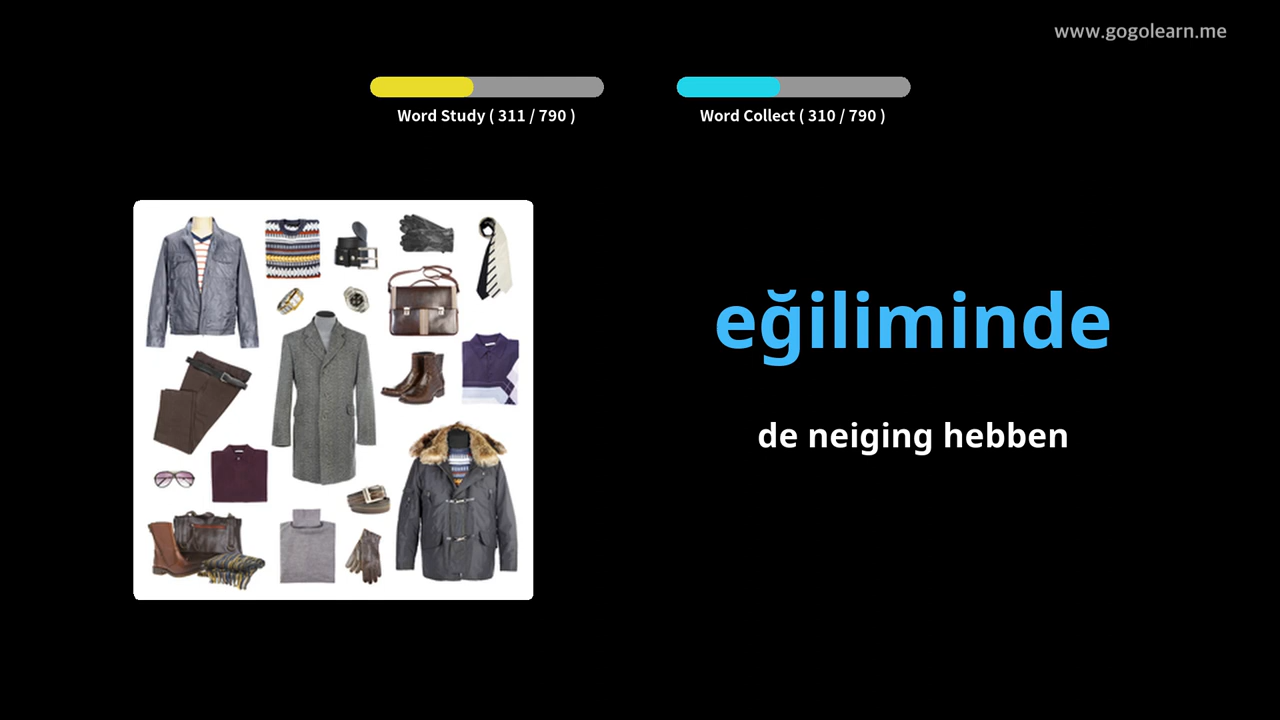 www.gogolearn.me
Word Study ( 311 / 790 )
Word Collect ( 310 / 790 )
eğiliminde
de neiging hebben